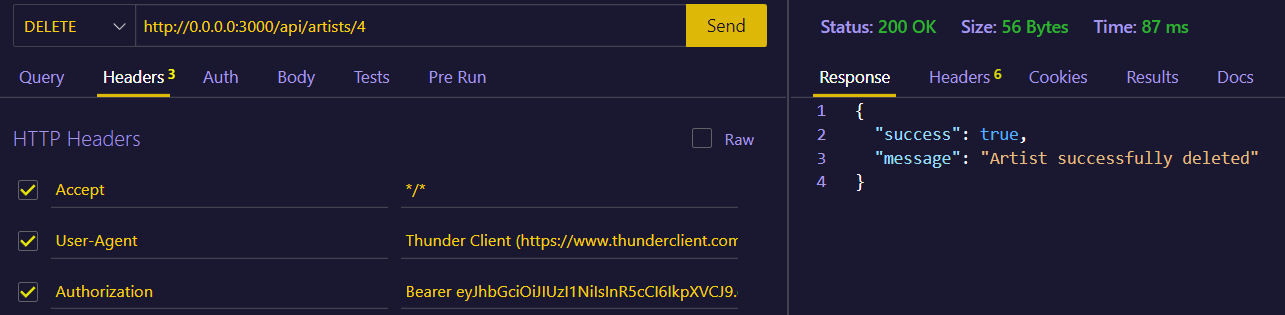 DELETE http://0.0.0.0:3000/api/artists/4 Send
Query Headers 3 Auth Body Tests Pre Run
HTTP Headers Raw
Accept */*
User-Agent Thunder Client (https://www.thunderclient.com
Authorization Bearer eyJhbGciOiJIUzI1NiIsInR5cCI6IkpXVCJ9.
Status: 200 OK Size: 56 Bytes Time: 87 ms
Response Headers 6 Cookies Results Docs
1 {
2 "success": true,
3 "message": "Artist successfully deleted"
4 }